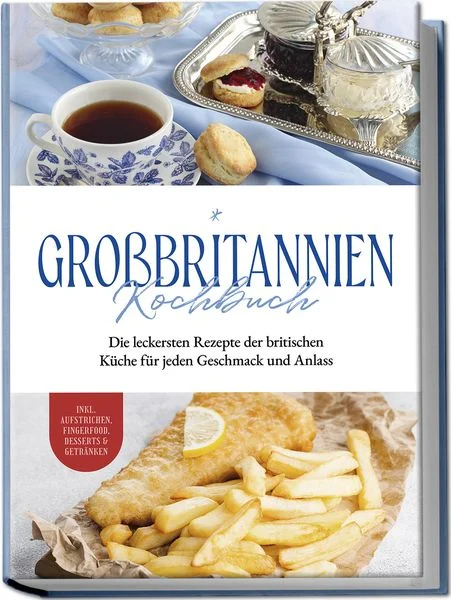 GROẞBRITANNIEN
Kochbuch
Die leckersten Rezepte der britischen
Küche für jeden Geschmack und Anlass
INKL.
AUFSTRICHEN,
FINGERFOOD,
DESSERTS &
GETRÄNKEN